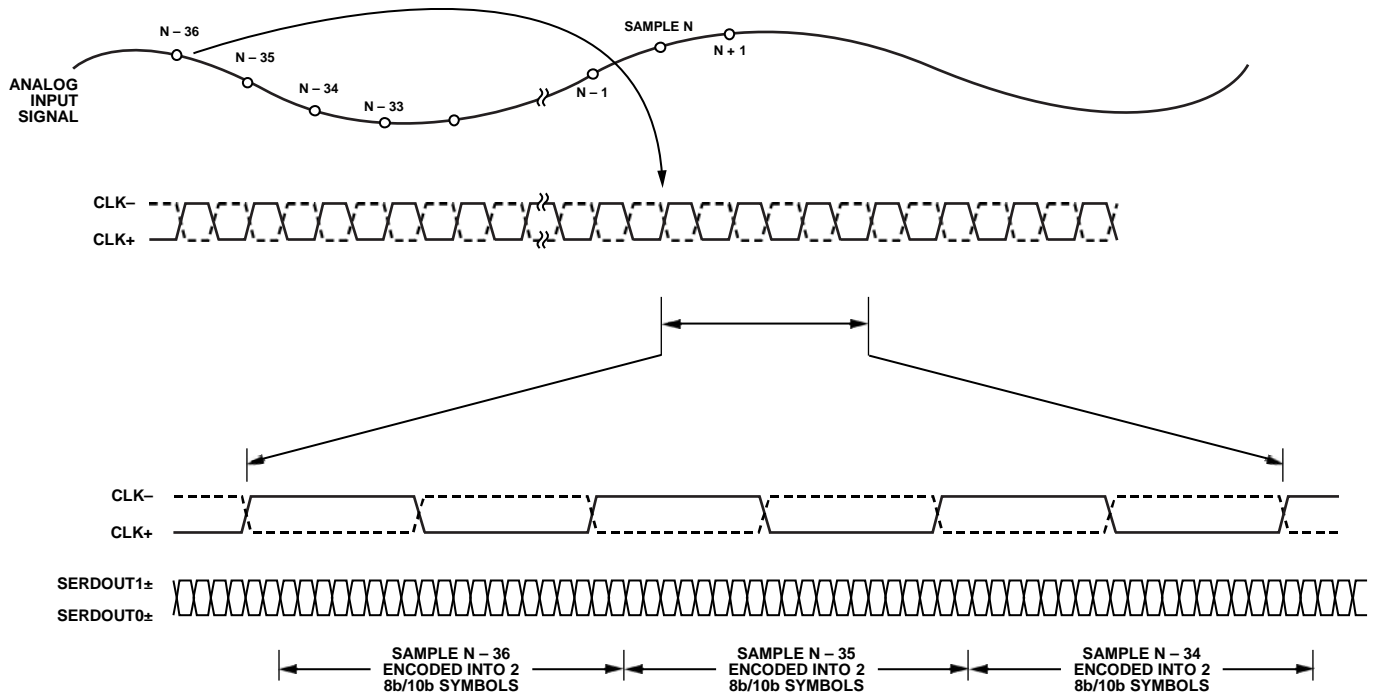 N – 36
N – 35
N – 34
N – 33
SAMPLE N
N + 1
N – 1
ANALOG
INPUT
SIGNAL
CLK–
CLK+
CLK–
CLK+
SERDOUT1±
SERDOUT0±
SAMPLE N – 36
ENCODED INTO 2
8b/10b SYMBOLS
SAMPLE N – 35
ENCODED INTO 2
8b/10b SYMBOLS
SAMPLE N – 34
ENCODED INTO 2
8b/10b SYMBOLS